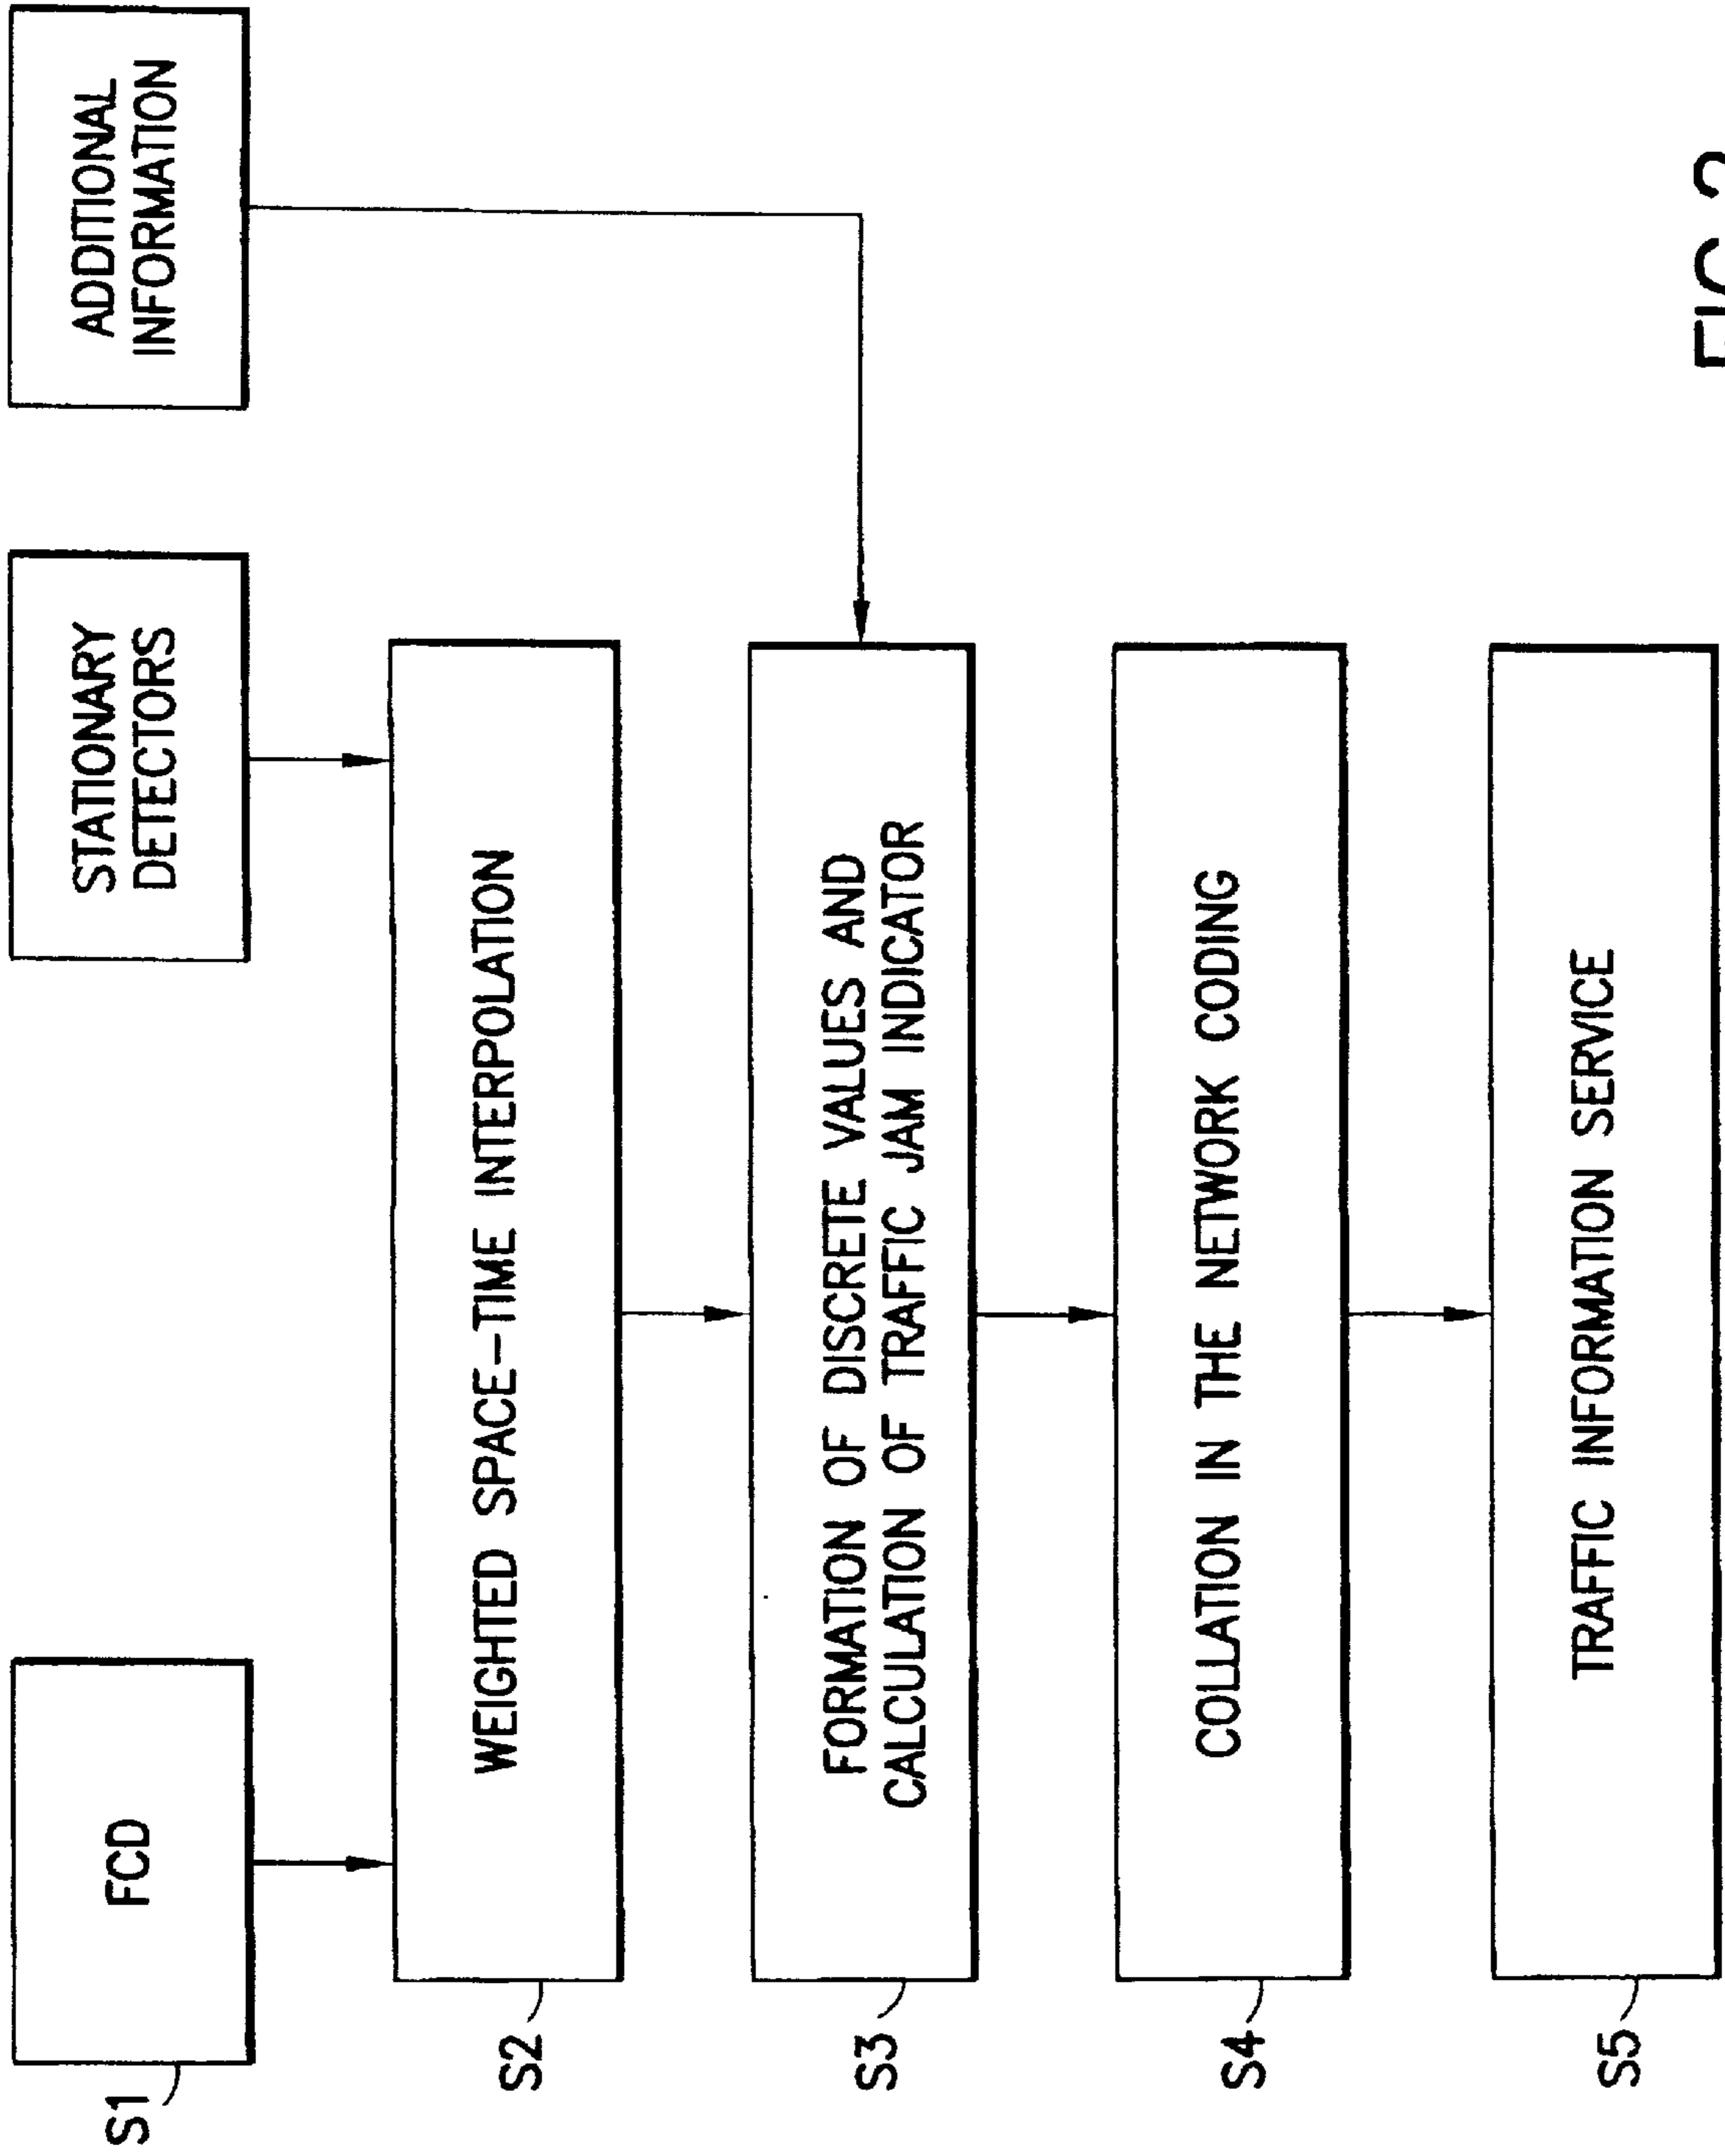 S1
FCD
STATIONARY
DETECTORS
ADDITIONAL
INFORMATION
S2
WEIGHTED SPACE-TIME INTERPOLATION
S3
FORMATION OF DISCRETE VALUES AND
CALCULATION OF TRAFFIC JAM INDICATOR
S4
COLLATION IN THE NETWORK CODING
S5
TRAFFIC INFORMATION SERVICE